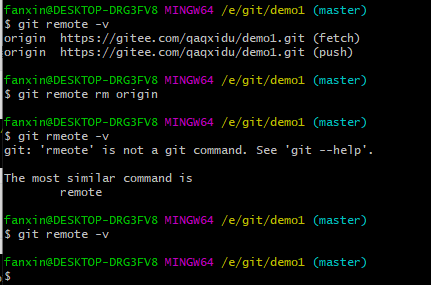 fanxin@DESKTOP-DRG3FV8 MINGW64 /e/git/demo1 (master)
$ git remote -v
origin  https://gitee.com/qaqxidu/demo1.git (fetch)
origin  https://gitee.com/qaqxidu/demo1.git (push)

fanxin@DESKTOP-DRG3FV8 MINGW64 /e/git/demo1 (master)
$ git remote rm origin

fanxin@DESKTOP-DRG3FV8 MINGW64 /e/git/demo1 (master)
$ git rmeote -v
git: 'rmeote' is not a git command. See 'git --help'.

The most similar command is
        remote

fanxin@DESKTOP-DRG3FV8 MINGW64 /e/git/demo1 (master)
$ git remote -v

fanxin@DESKTOP-DRG3FV8 MINGW64 /e/git/demo1 (master)
$